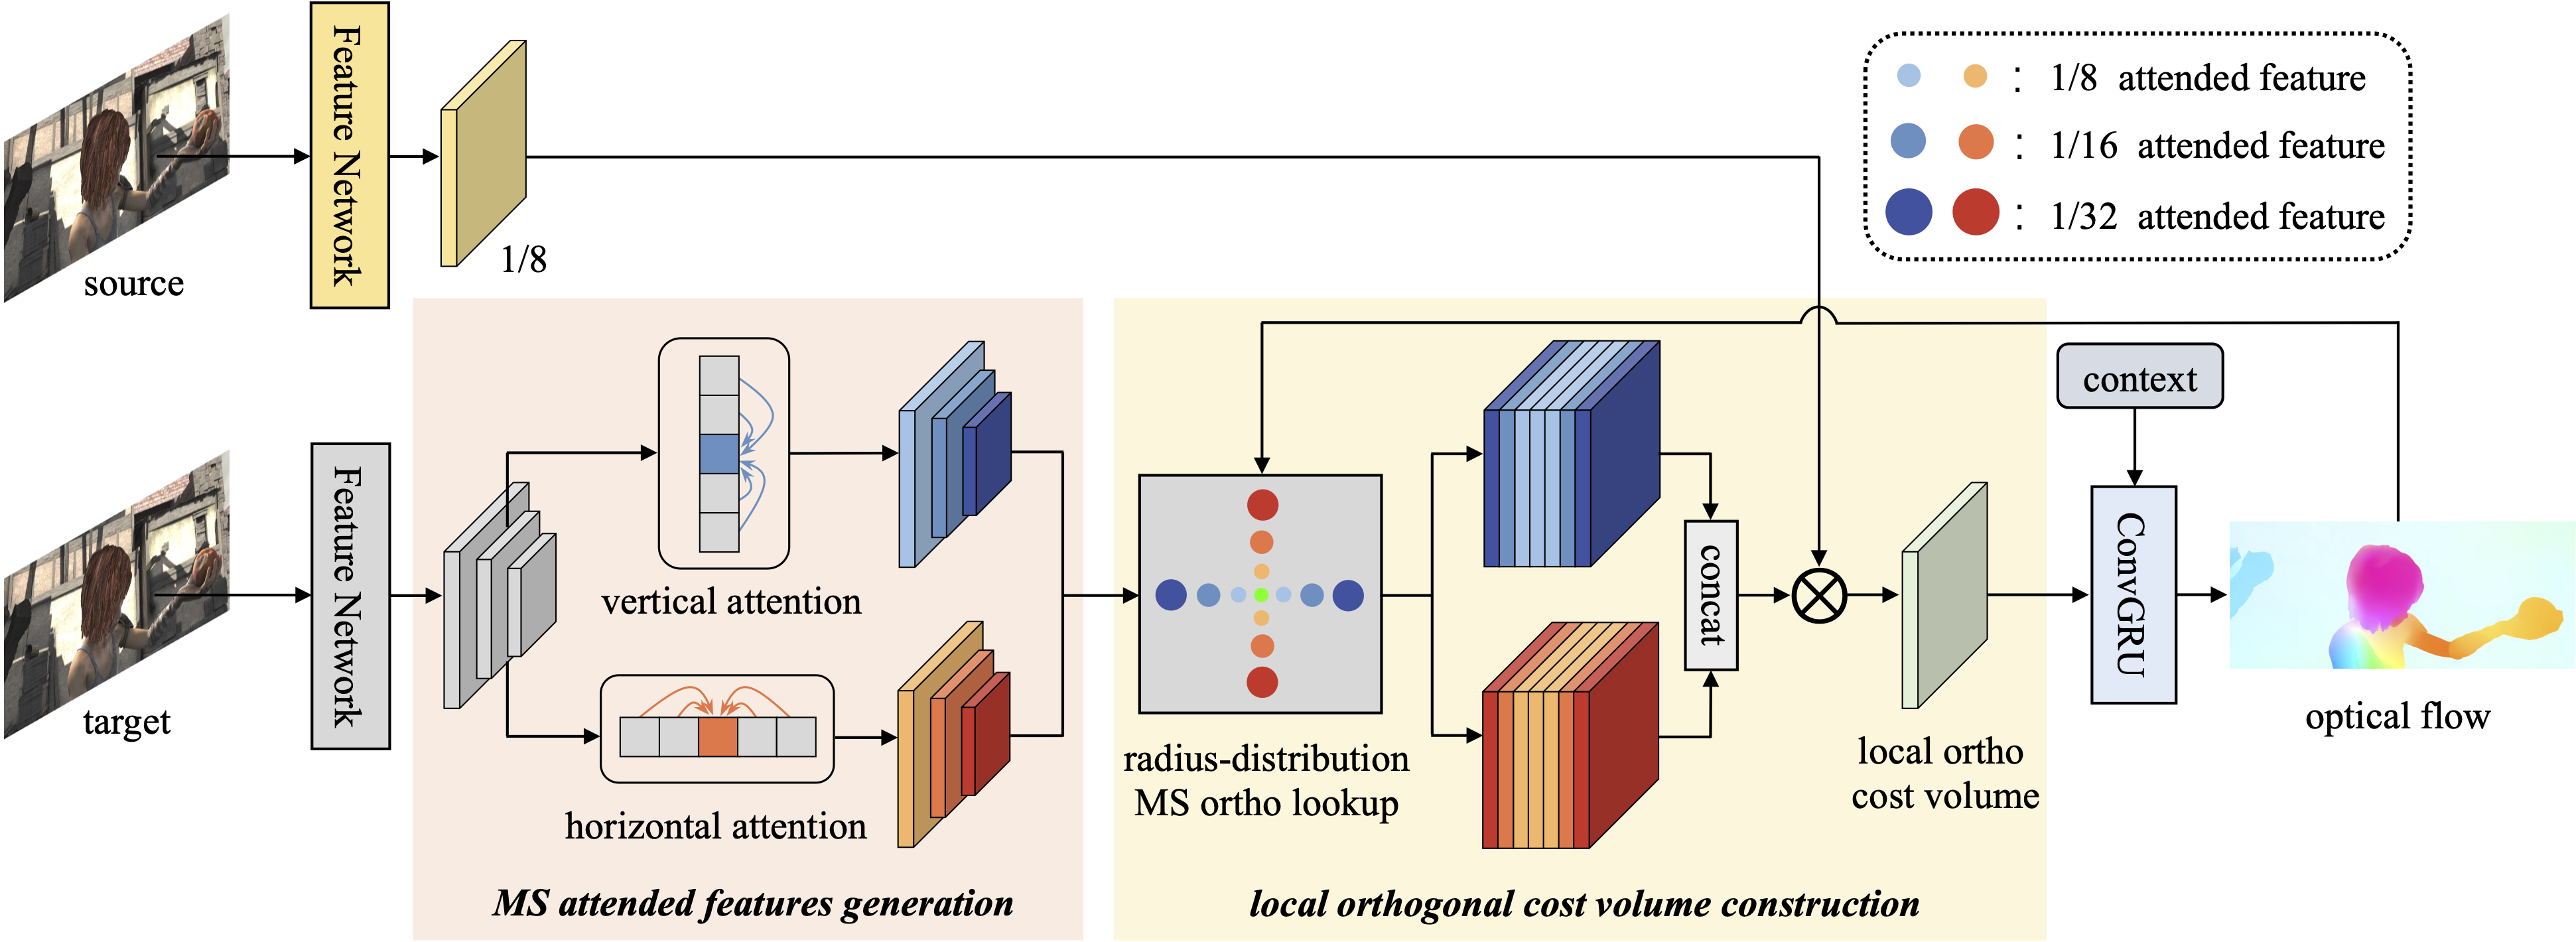 Feature Network
source
1/8
: 1/8 attended feature
: 1/16 attended feature
: 1/32 attended feature
Feature Network
target
vertical attention
horizontal attention
MS attended features generation
radius-distribution
MS ortho lookup
concat
local ortho
cost volume
local orthogonal cost volume construction
context
ConvGRU
optical flow